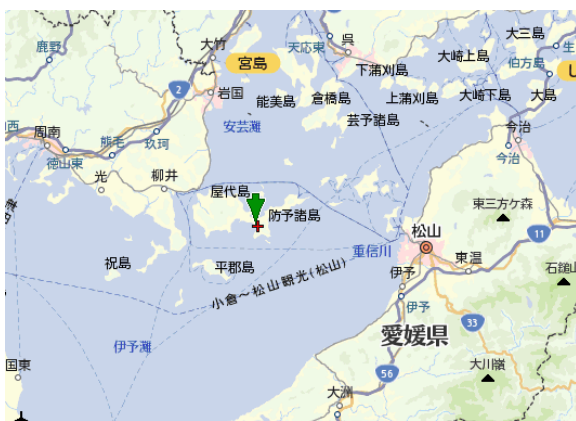 大三島
鹿野
大竹
天応東
呉
大崎上島
生
宮島
下蒲刈島
伯方島
2
岩国
能美島
倉橋島
上蒲刈島
大崎下島
大島
安芸灘
芸予諸島
今治
今治
周南
熊毛
玖珂
徳山東
光
柳井
屋代島
防予諸島
東三方ケ森
松山
11
重信川
東温
祝島
平郡島
小倉～松山観光(松山)
伊予
石鎚山
伊予
33
伊予灘
愛媛県
国東
大川嶺
56
大洲